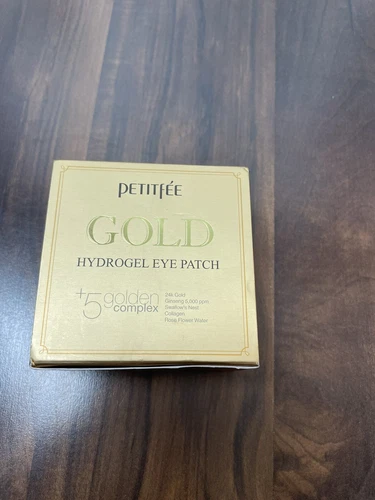 PETITFÉE
GOLD
HYDROGEL EYE PATCH
+5 golden complex
24k Gold
Ginseng 5,000 ppm
Swallow's Nest
Collagen
Rose Flower Water